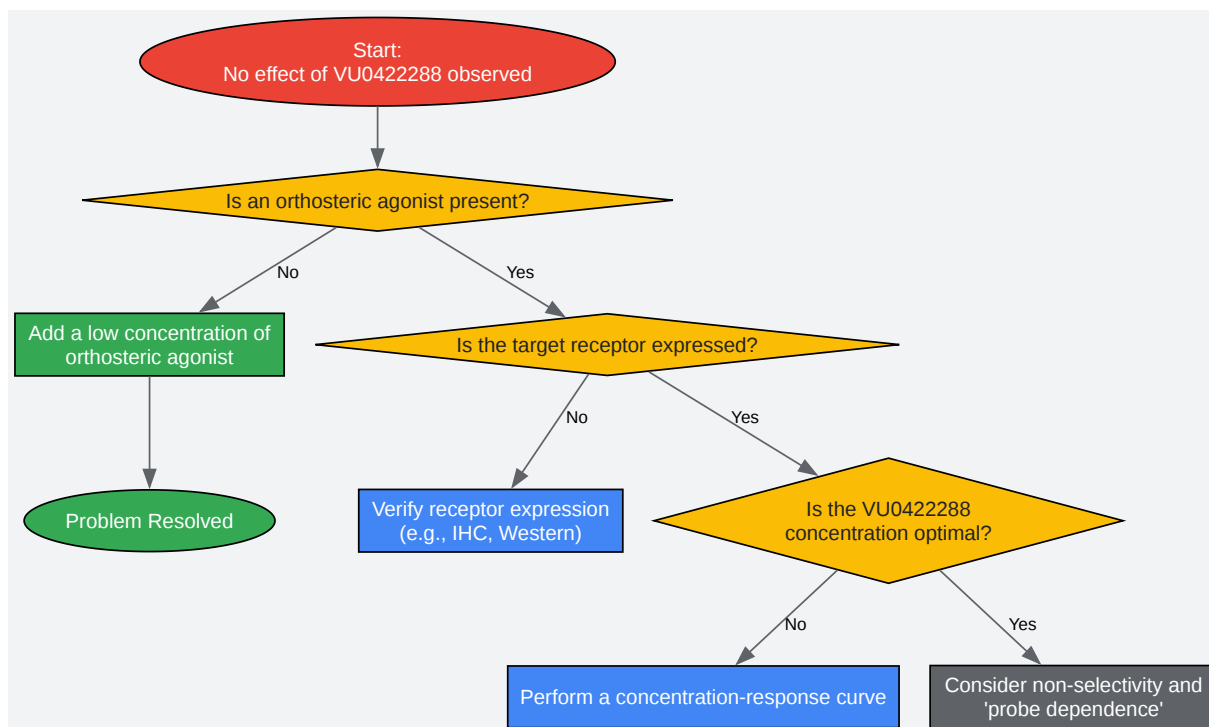 Start:
No effect of VU0422288 observed
Is an orthosteric agonist present?
No
Yes
Add a low concentration of
orthosteric agonist
Is the target receptor expressed?
No
Yes
Problem Resolved
Verify receptor expression
(e.g., IHC, Western)
Is the VU0422288
concentration optimal?
No
Yes
Perform a concentration-response curve
Consider non-selectivity and
'probe dependence'